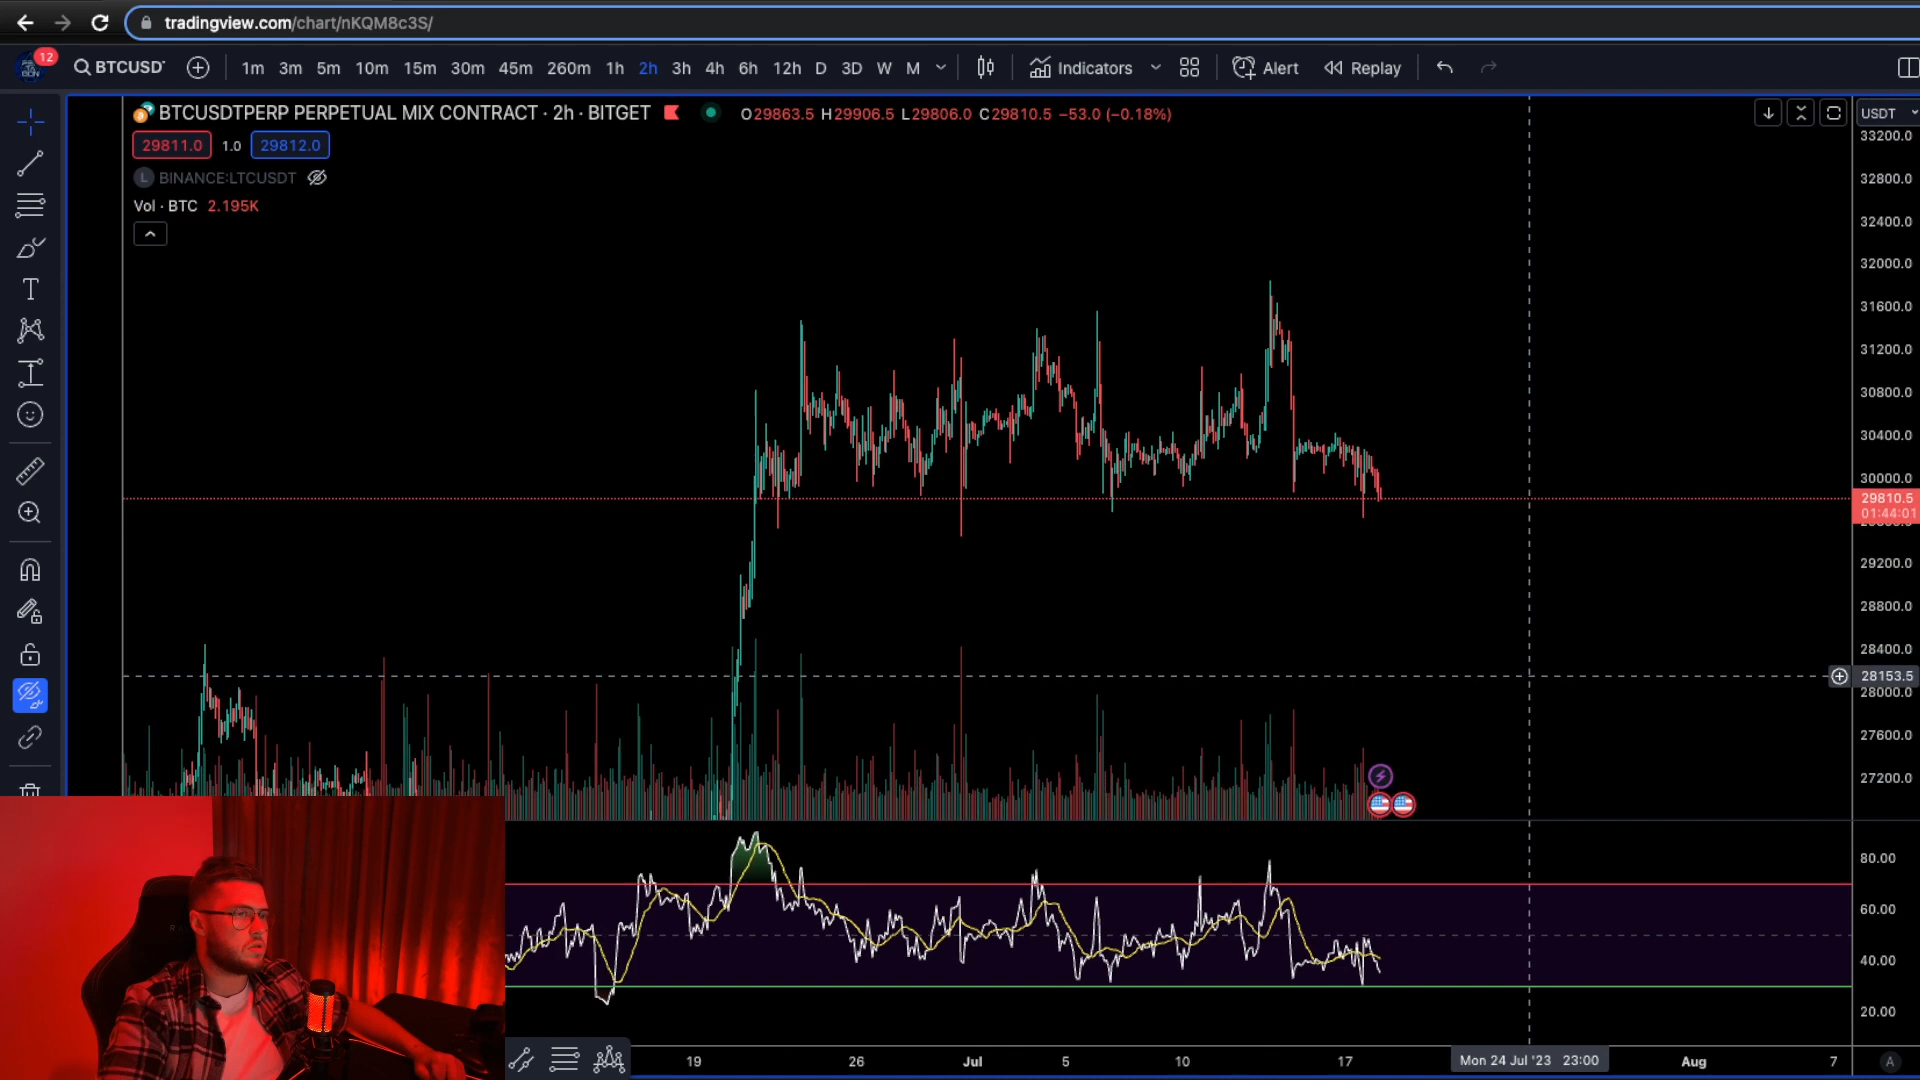 tradingview.com/chart/nKQM8c3S/
12
BTCUSDT
1m 3m 5m 10m 15m 30m 45m 260m 1h 2h 3h 4h 6h 12h D 3D W M
Indicators
Alert
Replay
BTCUSDTPERP PERPETUAL MIX CONTRACT · 2h · BITGET
O29863.5 H29906.5 L29806.0 C29810.5 −53.0 (−0.18%)
USDT
29811.0 1.0 29812.0
L BINANCE:LTCUSDT
Vol · BTC 2.195K
33200.0
32800.0
32400.0
32000.0
31600.0
31200.0
30800.0
30400.0
30000.0
29810.5
01:44:01
29200.0
28800.0
28400.0
28153.5
28000.0
27600.0
27200.0
80.00
60.00
40.00
20.00
19 26 Jul 5 10 17 Mon 24 Jul '23 23:00 Aug 7 A